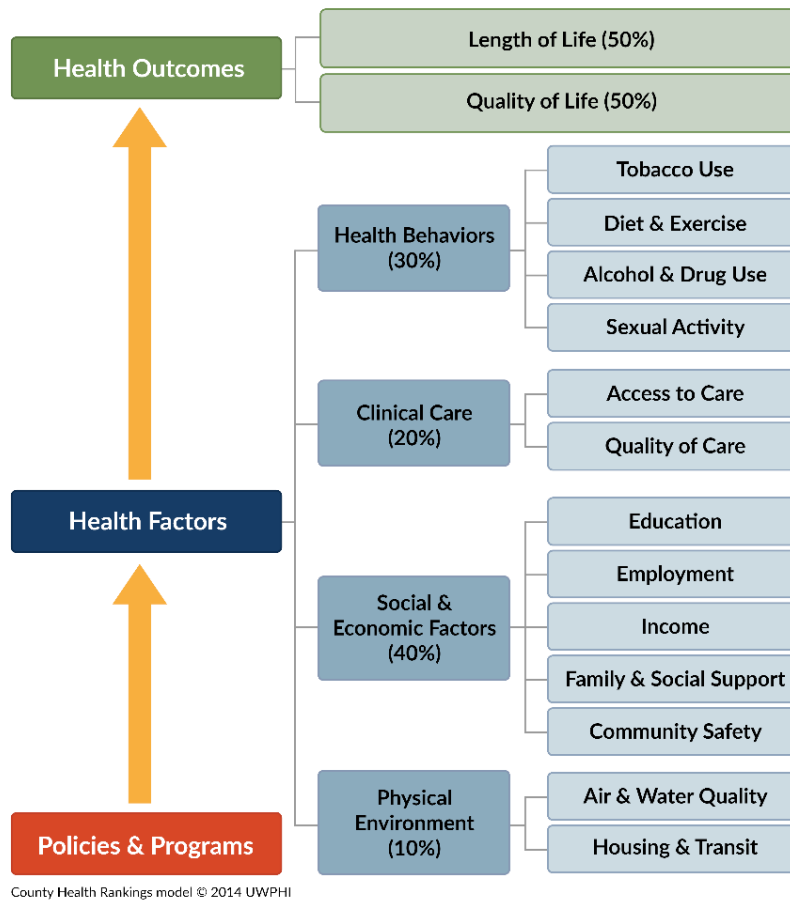 Health Outcomes
Length of Life (50%)
Quality of Life (50%)
Health Behaviors
(30%)
Tobacco Use
Diet & Exercise
Alcohol & Drug Use
Sexual Activity
Clinical Care
(20%)
Access to Care
Quality of Care
Health Factors
Social &
Economic Factors
(40%)
Education
Employment
Income
Family & Social Support
Community Safety
Physical
Environment
(10%)
Air & Water Quality
Housing & Transit
Policies & Programs
County Health Rankings model © 2014 UWPHI